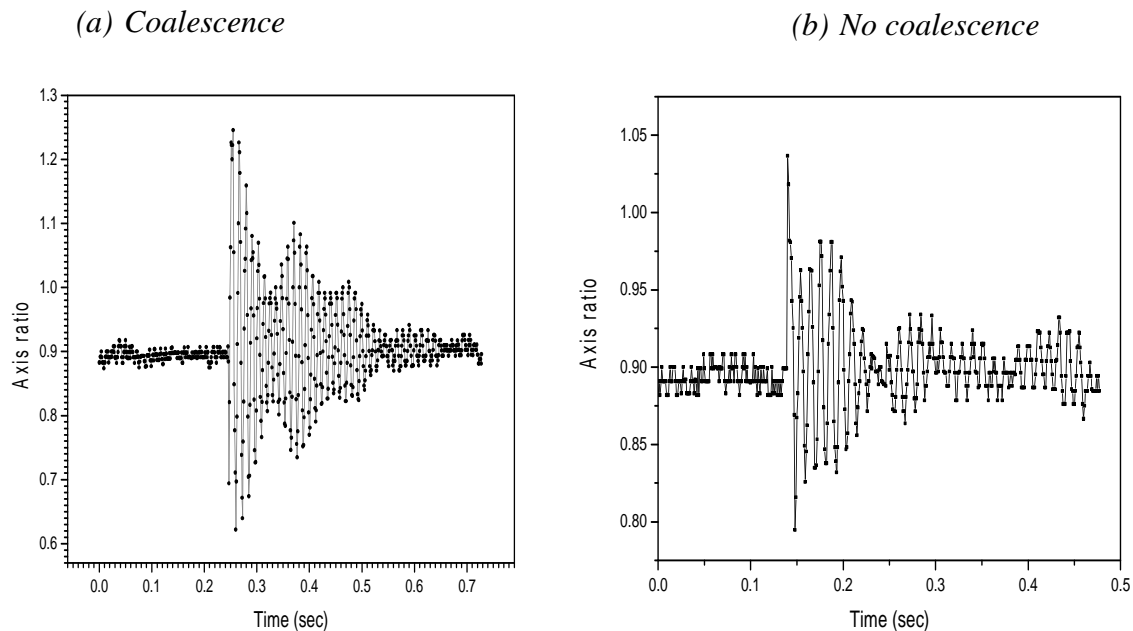 (a) Coalescence
(b) No coalescence
1.3
1.2
1.1
1.0
0.9
0.8
0.7
0.6
Axis ratio
0.0 0.1 0.2 0.3 0.4 0.5 0.6 0.7
Time (sec)
1.05
1.00
0.95
0.90
0.85
0.80
Axis ratio
0.0 0.1 0.2 0.3 0.4 0.5
Time (sec)